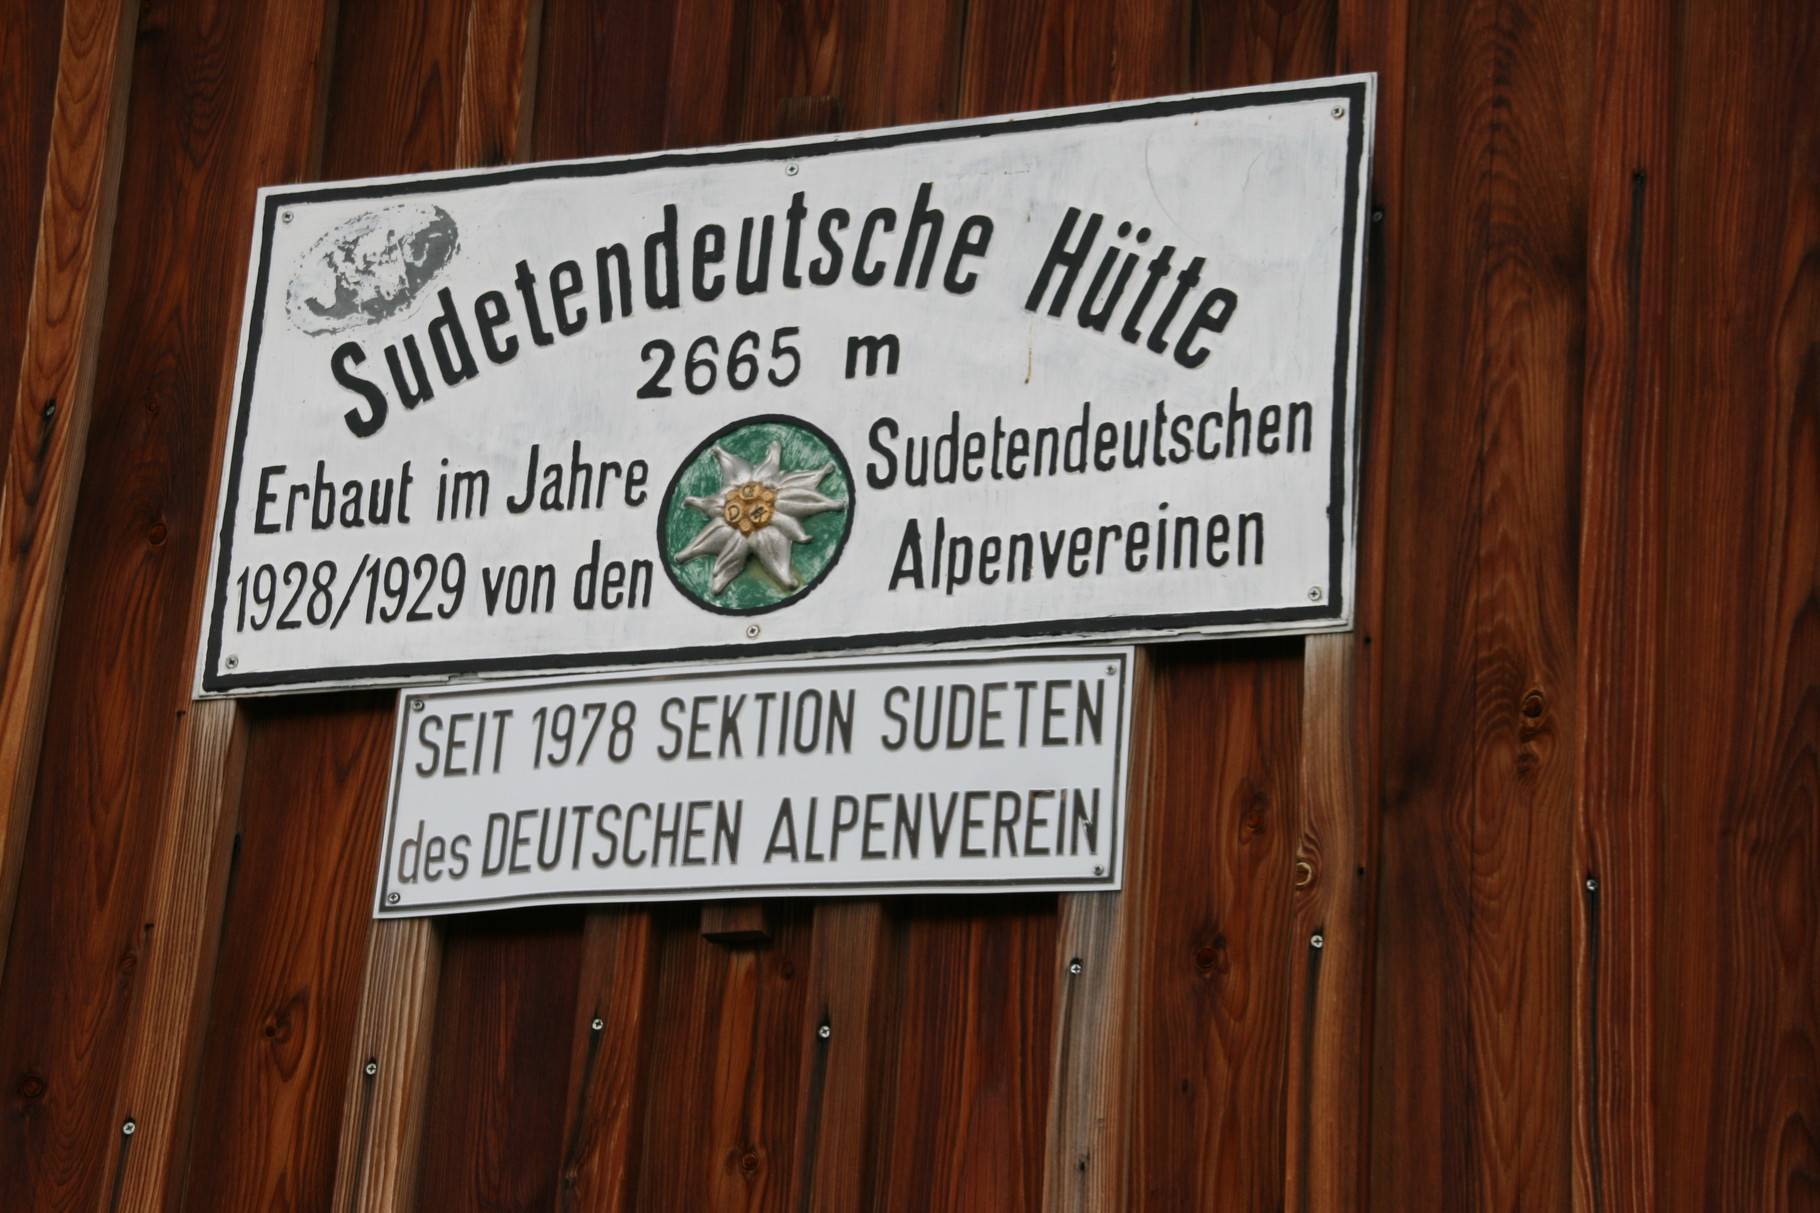 Sudetendeutsche Hütte
2665 m
Erbaut im Jahre
1928/1929 von den
Sudetendeutschen
Alpenvereinen
SEIT 1978 SEKTION SUDETEN
des DEUTSCHEN ALPENVEREIN